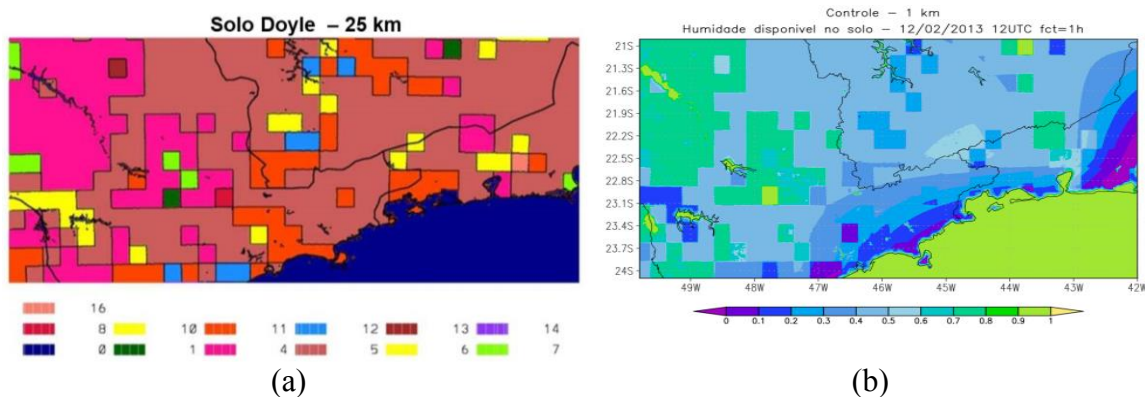 Solo Doyle – 25 km
16
8 10 11 12 13 14
0 1 4 5 6 7
(a)
Controle – 1 km
Humidade disponivel no solo – 12/02/2013 12UTC fct=1h
21S
21.3S
21.6S
21.9S
22.2S
22.5S
22.8S
23.1S
23.4S
23.7S
24S
49W 48W 47W 46W 45W 44W 43W 42W
0 0.1 0.2 0.3 0.4 0.5 0.6 0.7 0.8 0.9 1
(b)